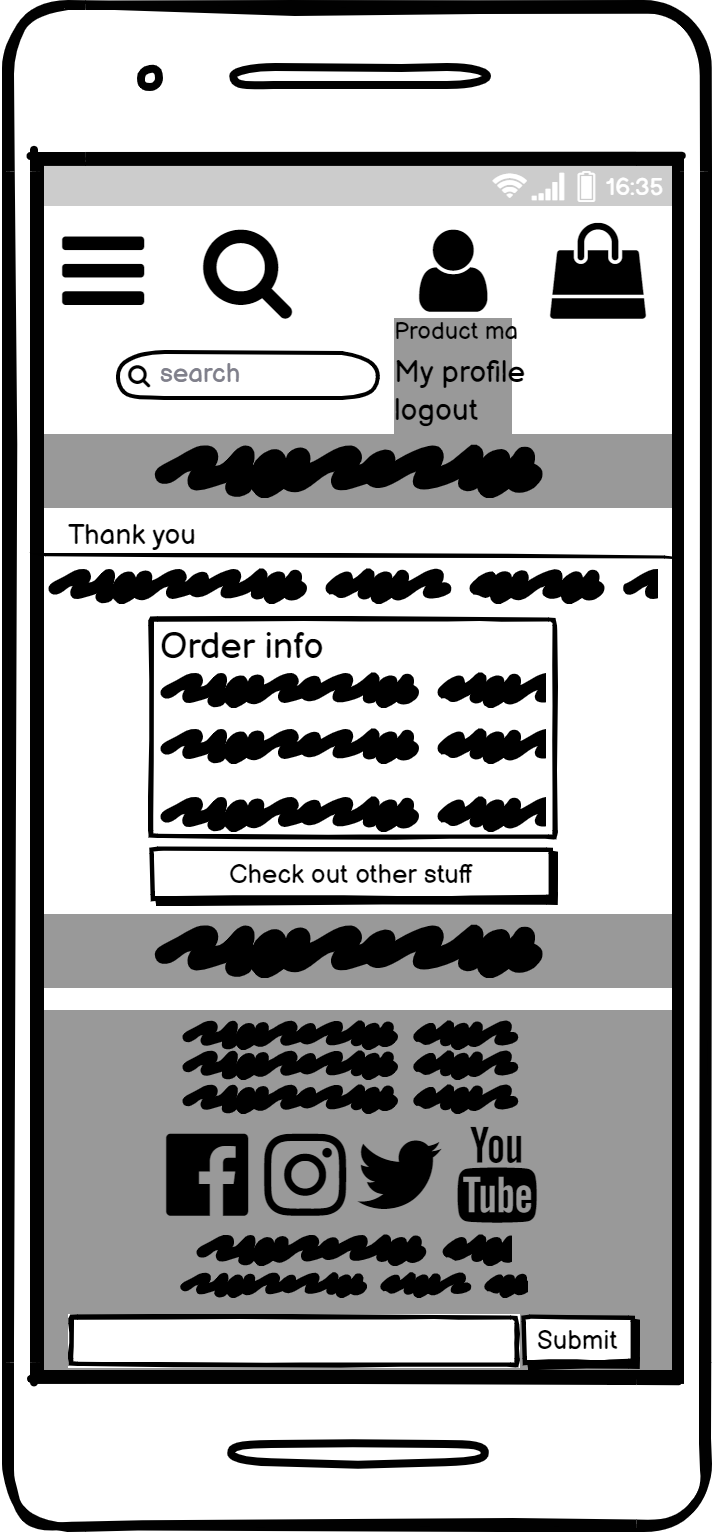 16:35
Product ma
search
My profile
logout
Thank you
Order info
Check out other stuff
You
Tube
Submit